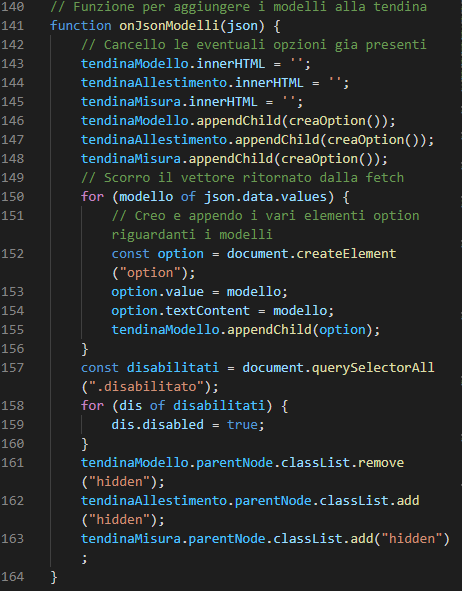 140 // Funzione per aggiungere i modelli alla tendina
141 function onJsonModelli(json) {
142 // Cancello le eventuali opzioni gia presenti
143 tendinaModello.innerHTML = '';
144 tendinaAllestimento.innerHTML = '';
145 tendinaMisura.innerHTML = '';
146 tendinaModello.appendChild(creaOption());
147 tendinaAllestimento.appendChild(creaOption());
148 tendinaMisura.appendChild(creaOption());
149 // Scorro il vettore ritornato dalla fetch
150 for (modello of json.data.values) {
151 // Creo e appendo i vari elementi option
riguardanti i modelli
152 const option = document.createElement
("option");
153 option.value = modello;
154 option.textContent = modello;
155 tendinaModello.appendChild(option);
156 }
157 const disabilitati = document.querySelectorAll
(".disabilitato");
158 for (dis of disabilitati) {
159 dis.disabled = true;
160 }
161 tendinaModello.parentNode.classList.remove
("hidden");
162 tendinaAllestimento.parentNode.classList.add
("hidden");
163 tendinaMisura.parentNode.classList.add("hidden")
;
164 }